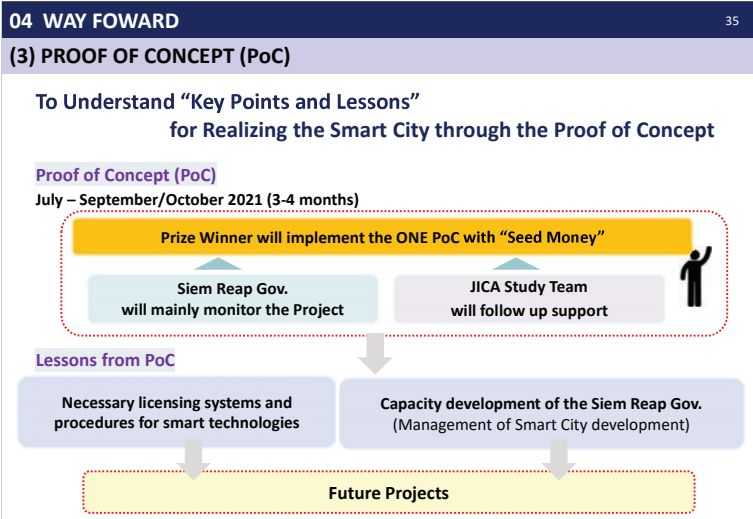 04 WAY FOWARD
35
(3) PROOF OF CONCEPT (PoC)
To Understand “Key Points and Lessons”
for Realizing the Smart City through the Proof of Concept
Proof of Concept (PoC)
July – September/October 2021 (3-4 months)
Prize Winner will implement the ONE PoC with “Seed Money”
Siem Reap Gov.
will mainly monitor the Project
JICA Study Team
will follow up support
Lessons from PoC
Necessary licensing systems and
procedures for smart technologies
Capacity development of the Siem Reap Gov.
(Management of Smart City development)
Future Projects